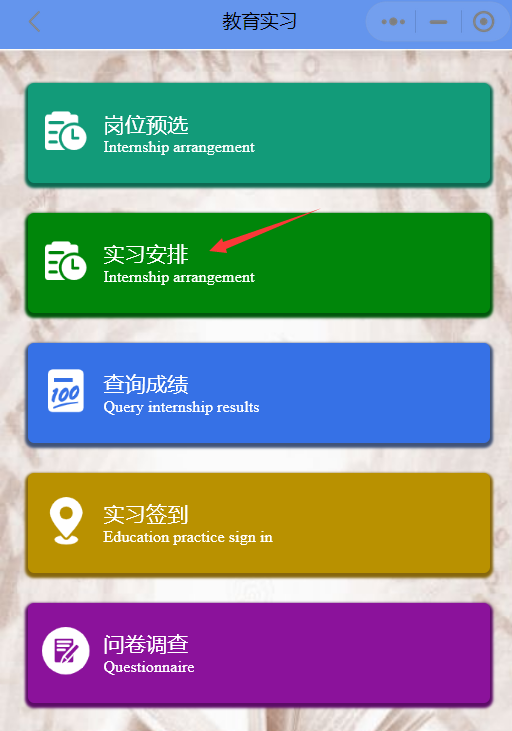 教育实习
岗位预选
Internship arrangement
实习安排
Internship arrangement
100
查询成绩
Query internship results
实习签到
Education practice sign in
问卷调查
Questionnaire